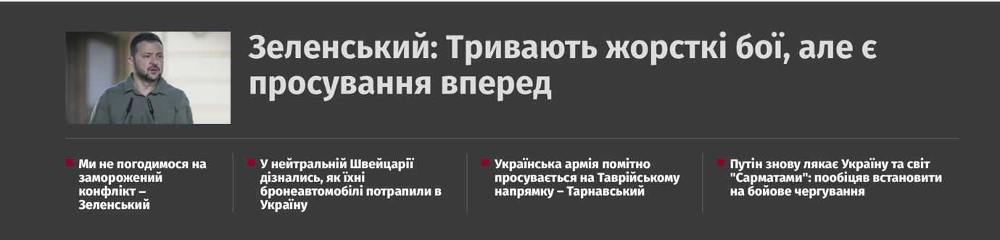 Зеленський: Тривають жорсткі бої, але є
просування вперед
Ми не погодимося на
заморожений
конфлікт –
Зеленський
У нейтральній Швейцарії
дізнались, як їхні
бронеавтомобілі потрапили в
Україну
Українська армія помітно
просувається на Таврійському
напрямку – Тарнавський
Путін знову лякає Україну та світ
"Сарматами": пообіцяв встановити
на бойове чергування